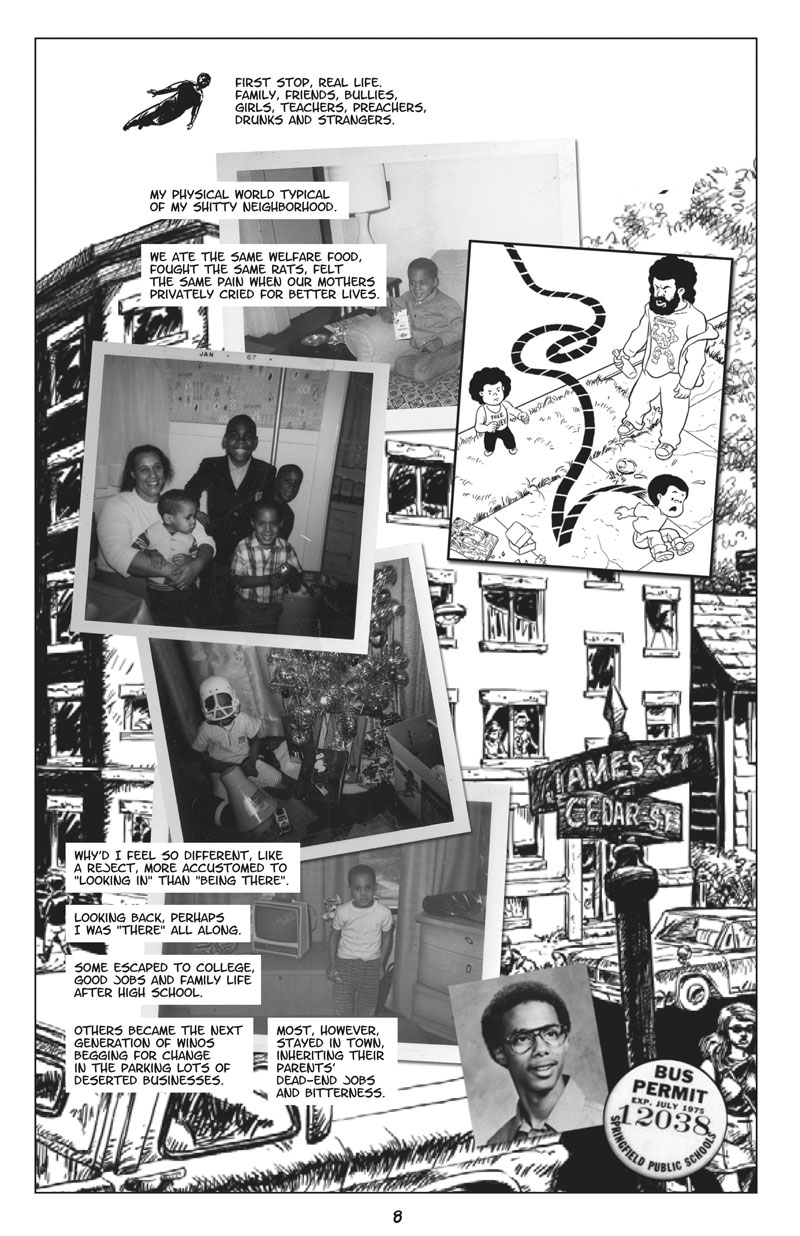 FIRST STOP, REAL LIFE.
FAMILY, FRIENDS, BULLIES,
GIRLS, TEACHERS, PREACHERS,
DRUNKS AND STRANGERS.
MY PHYSICAL WORLD TYPICAL
OF MY SHITTY NEIGHBORHOOD.
WE ATE THE SAME WELFARE FOOD,
FOUGHT THE SAME RATS, FELT
THE SAME PAIN WHEN OUR MOTHERS
PRIVATELY CRIED FOR BETTER LIVES.
JAN • 67
FREE
JAMES ST
CEDAR ST
WHY'D I FEEL SO DIFFERENT, LIKE
A REJECT, MORE ACCUSTOMED TO
"LOOKING IN" THAN "BEING THERE".
LOOKING BACK, PERHAPS
I WAS "THERE" ALL ALONG.
SOME ESCAPED TO COLLEGE,
GOOD JOBS AND FAMILY LIFE
AFTER HIGH SCHOOL.
OTHERS BECAME THE NEXT
GENERATION OF WINOS
BEGGING FOR CHANGE
IN THE PARKING LOTS OF
DESERTED BUSINESSES.
MOST, HOWEVER,
STAYED IN TOWN,
INHERITING THEIR
PARENTS'
DEAD-END JOBS
AND BITTERNESS.
BUS
PERMIT
EXP. JULY 1975
12038
SPRINGFIELD PUBLIC SCHOOLS
8